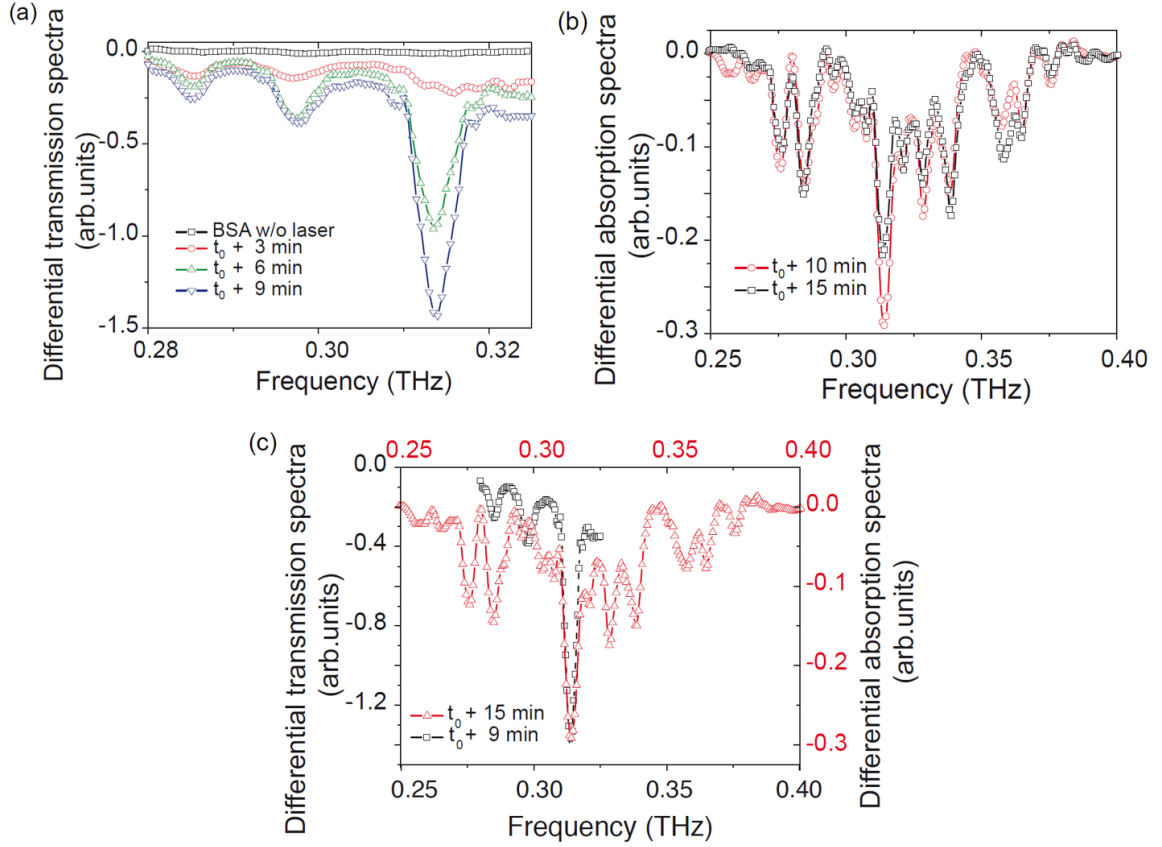 (a)
Differential transmission spectra
(arb.units)
0.0
-0.5
-1.0
-1.5
BSA w/o laser
t0 + 3 min
t0 + 6 min
t0 + 9 min
0.28
0.30
0.32
Frequency (THz)
(b)
Differential absorption spectra
(arb.units)
0.0
-0.1
-0.2
-0.3
t0 + 10 min
t0 + 15 min
0.25
0.30
0.35
0.40
Frequency (THz)
(c)
0.25
0.30
0.35
0.40
Differential transmission spectra
(arb.units)
0.0
-0.4
-0.8
-1.2
t0 + 15 min
t0 + 9 min
0.0
-0.1
-0.2
-0.3
Differential absorption spectra
(arb.units)
0.25
0.30
0.35
0.40
Frequency (THz)